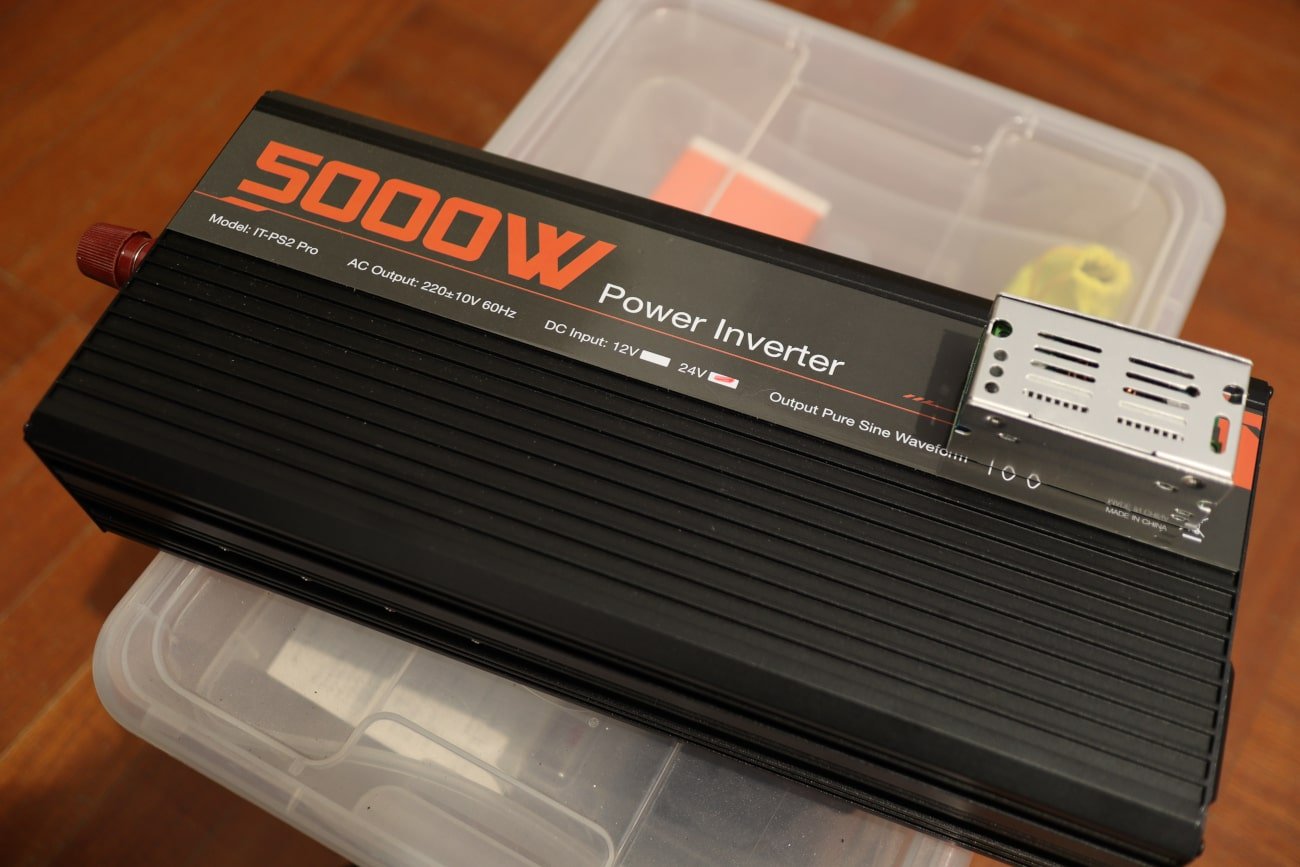 5000W
Power Inverter
Model: IT-PS2 Pro
AC Output: 220±10V 60Hz
DC Input: 12V 24V
Output Pure Sine Waveform
100
MADE IN CHINA